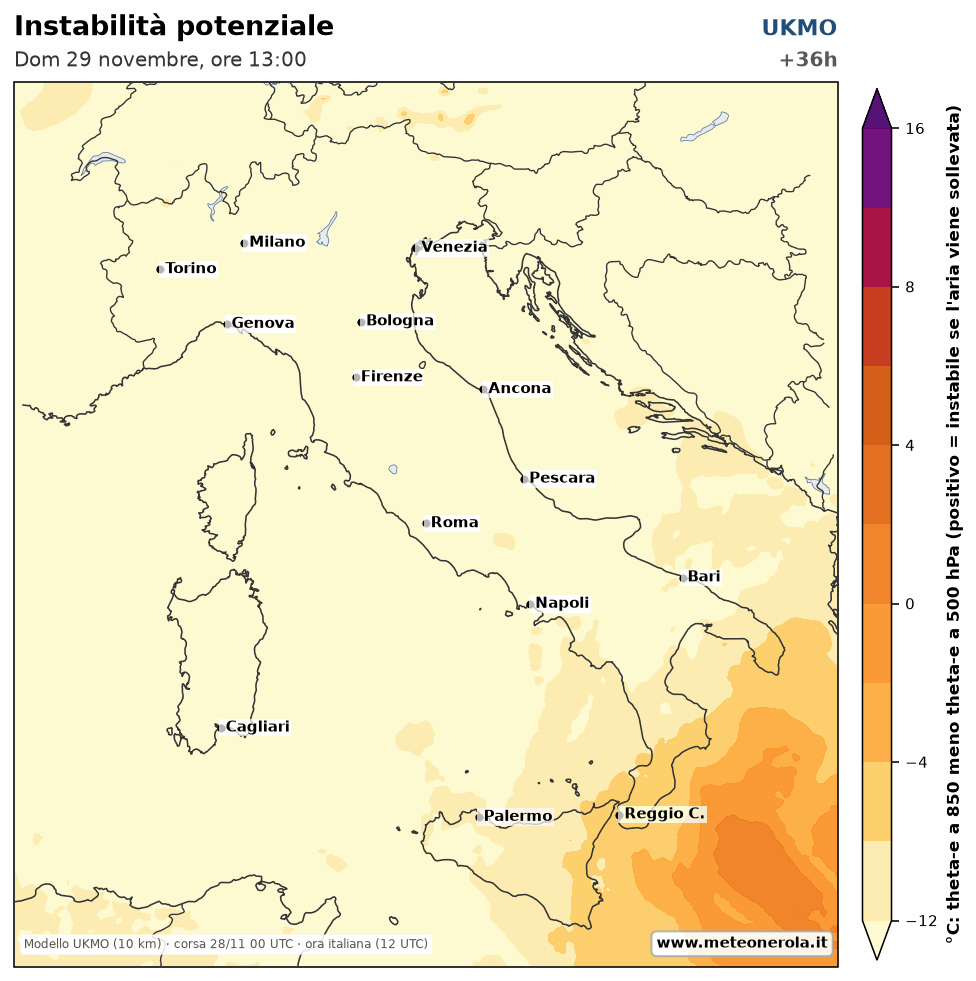 Instabilità potenziale
UKMO
Dom 29 novembre, ore 13:00
+36h
Milano
Venezia
Torino
Genova
Bologna
Firenze
Ancona
Pescara
Roma
Bari
Napoli
Cagliari
Palermo
Reggio C.
16
8
4
0
−4
−12
°C: theta-e a 850 meno theta-e a 500 hPa (positivo = instabile se l'aria viene sollevata)
Modello UKMO (10 km) · corsa 28/11 00 UTC · ora italiana (12 UTC)
www.meteonerola.it